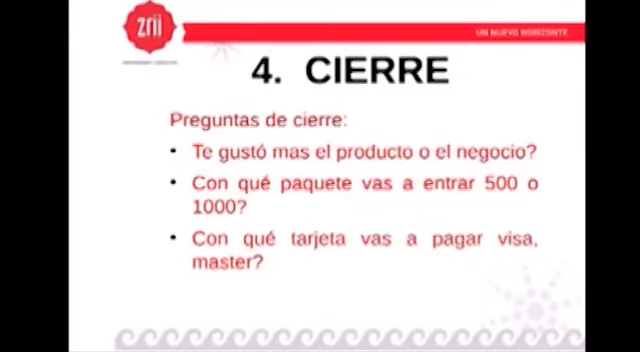 zrii
UN NUEVO HORIZONTE
4. CIERRE
Preguntas de cierre:
• Te gustó mas el producto o el negocio?
• Con qué paquete vas a entrar 500 o
1000?
• Con qué tarjeta vas a pagar visa,
master?